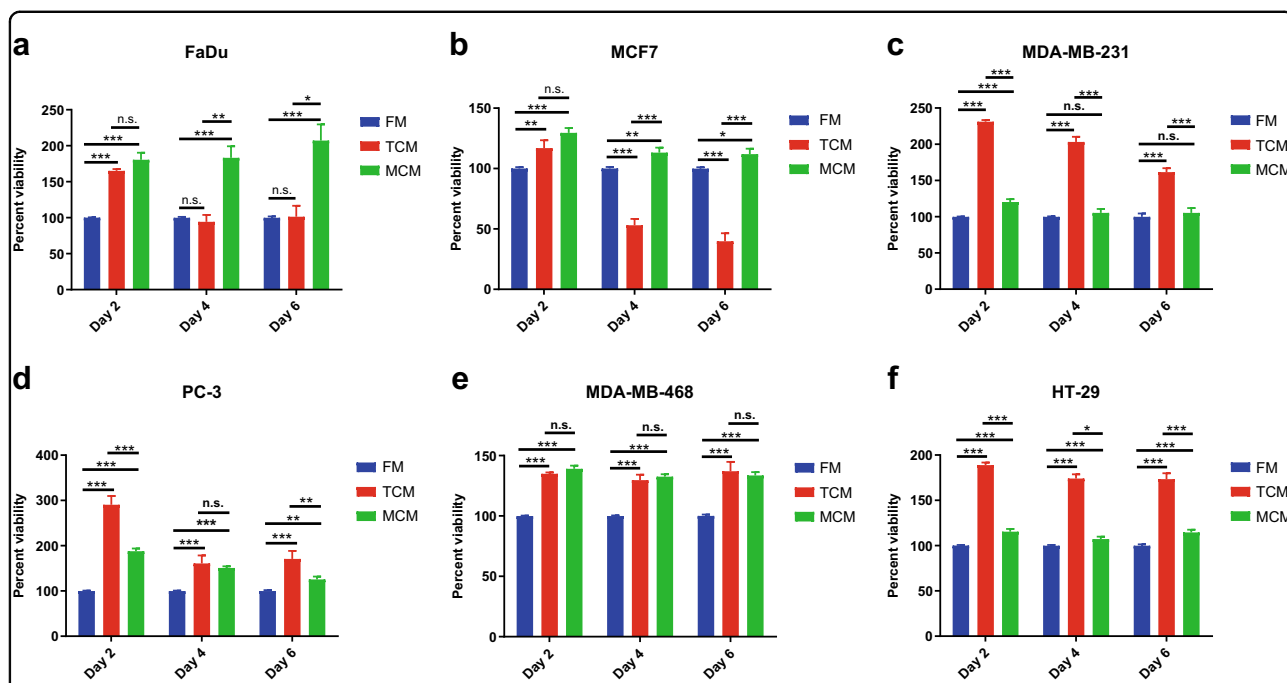 a
FaDu
Percent viability
250
200
150
100
50
0
n.s.
***
***
**
***
n.s.
*
***
n.s.
Day 2
Day 4
Day 6
FM
TCM
MCM
b
MCF7
Percent viability
150
100
50
0
n.s.
***
**
***
**
***
***
*
***
Day 2
Day 4
Day 6
FM
TCM
MCM
c
MDA-MB-231
Percent viability
250
200
150
100
50
0
***
***
***
***
n.s.
***
***
n.s.
***
Day 2
Day 4
Day 6
FM
TCM
MCM
d
PC-3
Percent viability
400
300
200
100
0
***
***
***
n.s.
***
***
**
**
***
Day 2
Day 4
Day 6
FM
TCM
MCM
e
MDA-MB-468
Percent viability
150
100
50
0
n.s.
***
***
n.s.
***
***
n.s.
***
***
Day 2
Day 4
Day 6
FM
TCM
MCM
f
HT-29
Percent viability
200
150
100
50
0
***
***
***
*
***
***
***
***
***
Day 2
Day 4
Day 6
FM
TCM
MCM